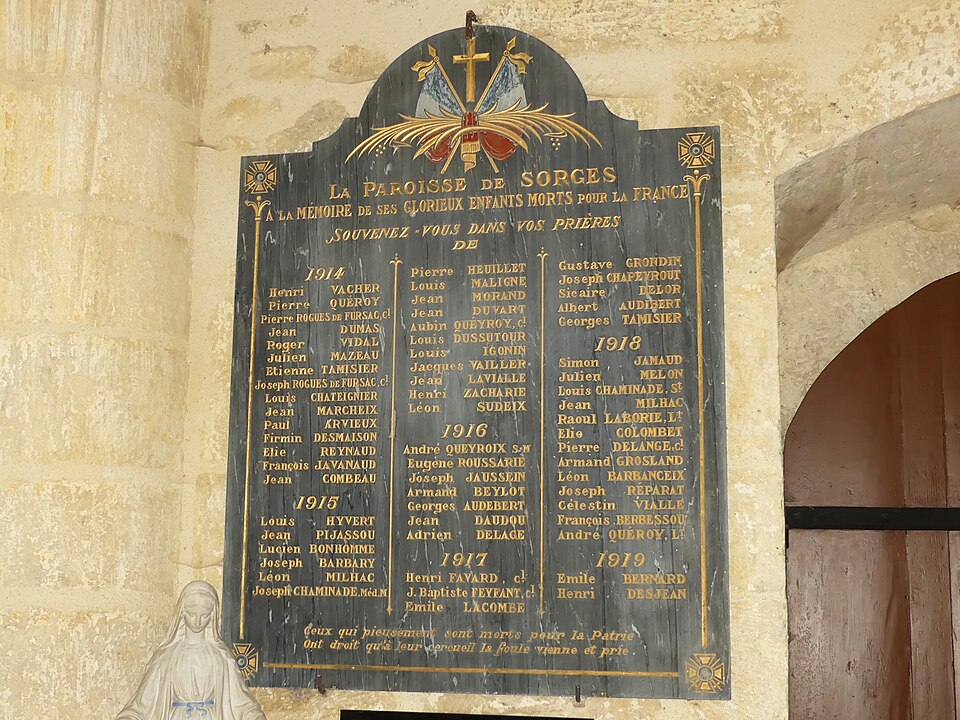 LA PAROISSE DE SORGES
A LA MÉMOIRE DE SES GLORIEUX ENFANTS MORTS POUR LA FRANCE
SOUVENEZ-VOUS DANS VOS PRIÈRES
DE
1914
Henri VACHER
Pierre QUÉROY
Pierre ROGUES DE FURSAC, cl
Jean DUMAS
Roger VIDAL
Julien MAZEAU
Etienne TAMISIER
Joseph ROGUES DE FURSAC, cl
Louis CHATEIGNIER
Jean MARCHEIX
Paul ARVIEUX
Firmin DESMAISON
Elie REYNAUD
François JAVANAUD
Jean COMBEAU
1915
Louis HYVERT
Jean PIJASSOU
Lucien BONHOMME
Joseph BARBARY
Léon MILHAC
Joseph CHAMINADE, Méd.M
Pierre HEUILLET
Louis MALIGNE
Jean MORAND
Jean DUVART
Aubin QUEYROY, cl
Louis DUSSUTOUR
Louis IGONIN
Jacques VAILLER
Jean LAVIALLE
Henri ZACHARIE
Léon SUDEIX
1916
André QUEYROIX S-M
Eugène ROUSSARIE
Joseph JAUSSEIN
Armand BEYLOT
Georges AUDEBERT
Jean DAUDOU
Adrien DELAGE
1917
Henri FAVARD, cl
J. Baptiste FEYFANT, cl
Emile LACOMBE
Gustave GRONDIN
Joseph CHAPEYROUT
Sicaire DELOR
Albert AUDIBERT
Georges TAMISIER
1918
Simon JAMAUD
Julien MELON
Louis CHAMINADE, St
Jean MILHAC
Raoul LABORIE, Lt
Elie COLOMBET
Pierre DELANGE, cl
Armand GROSLAND
Léon BARBANCEIX
Joseph RÉPARAT
Célestin VIALLE
François BERBESSOU
André QUÉROY, Lt
1919
Emile BERNARD
Henri DESJEAN
Ceux qui pieusement sont morts pour la Patrie
Ont droit qu'à leur cercueil la foule vienne et prie